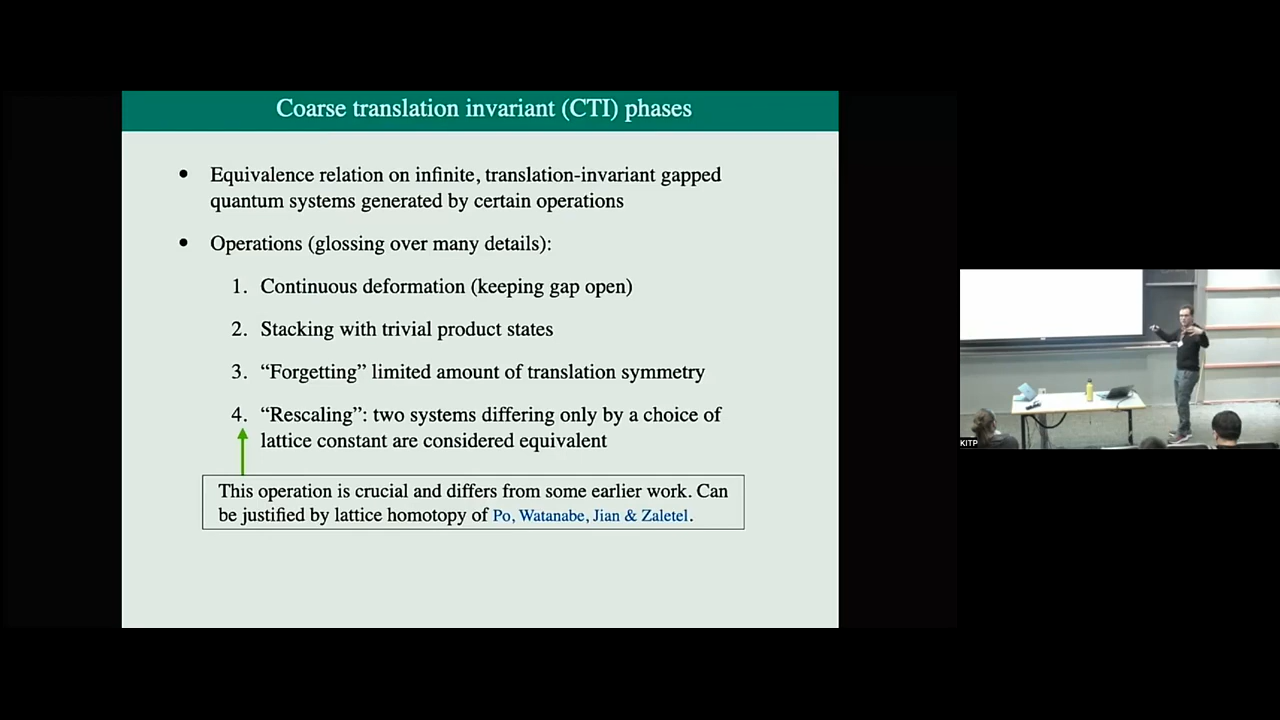 Coarse translation invariant (CTI) phases
• Equivalence relation on infinite, translation-invariant gapped
quantum systems generated by certain operations
• Operations (glossing over many details):
1. Continuous deformation (keeping gap open)
2. Stacking with trivial product states
3. “Forgetting” limited amount of translation symmetry
4. “Rescaling”: two systems differing only by a choice of
lattice constant are considered equivalent
This operation is crucial and differs from some earlier work. Can
be justified by lattice homotopy of Po, Watanabe, Jian & Zaletel.
KITP